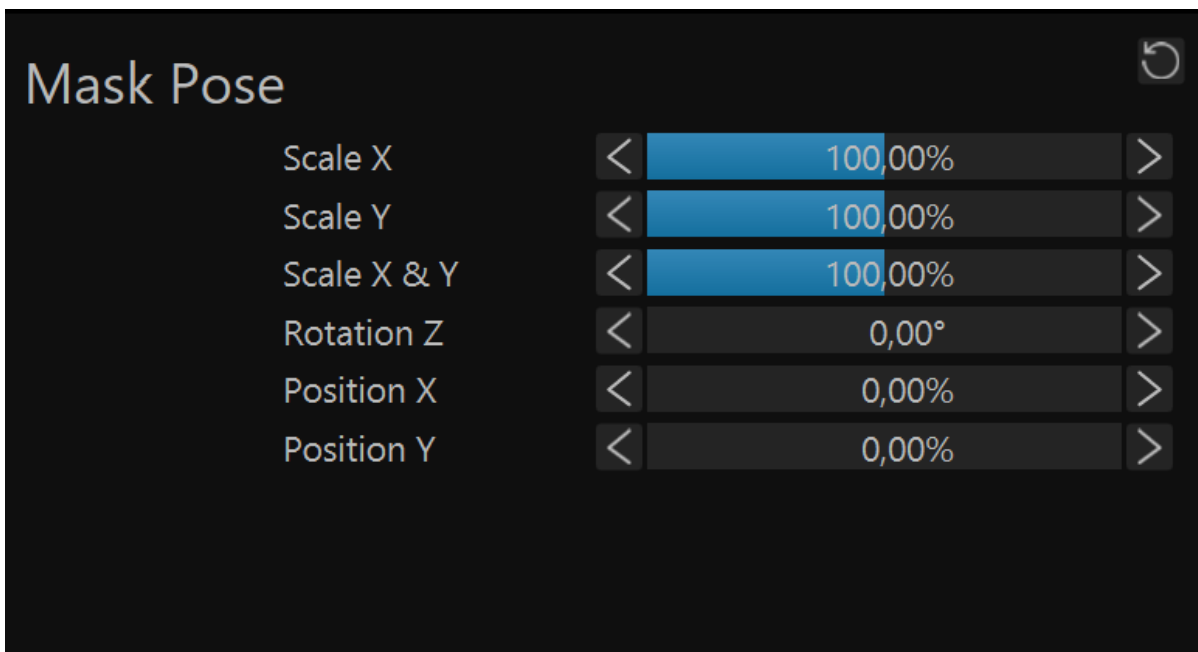 Mask Pose
Scale X 100,00%
Scale Y 100,00%
Scale X & Y 100,00%
Rotation Z 0,00°
Position X 0,00%
Position Y 0,00%